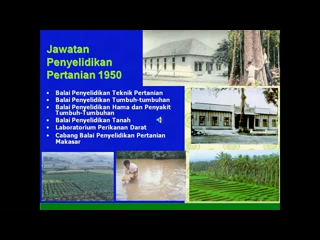 Jawatan
Penyelidikan
Pertanian 1950
• Balai Penyelidikan Teknik Pertanian
• Balai Penyelidikan Tumbuh-tumbuhan
• Balai Penyelidikan Hama dan Penyakit
Tumbuh-Tumbuhan
• Balai Penyelidikan Tanah
• Laboratorium Perikanan Darat
• Cabang Balai Penyelidikan Pertanian
Makasar